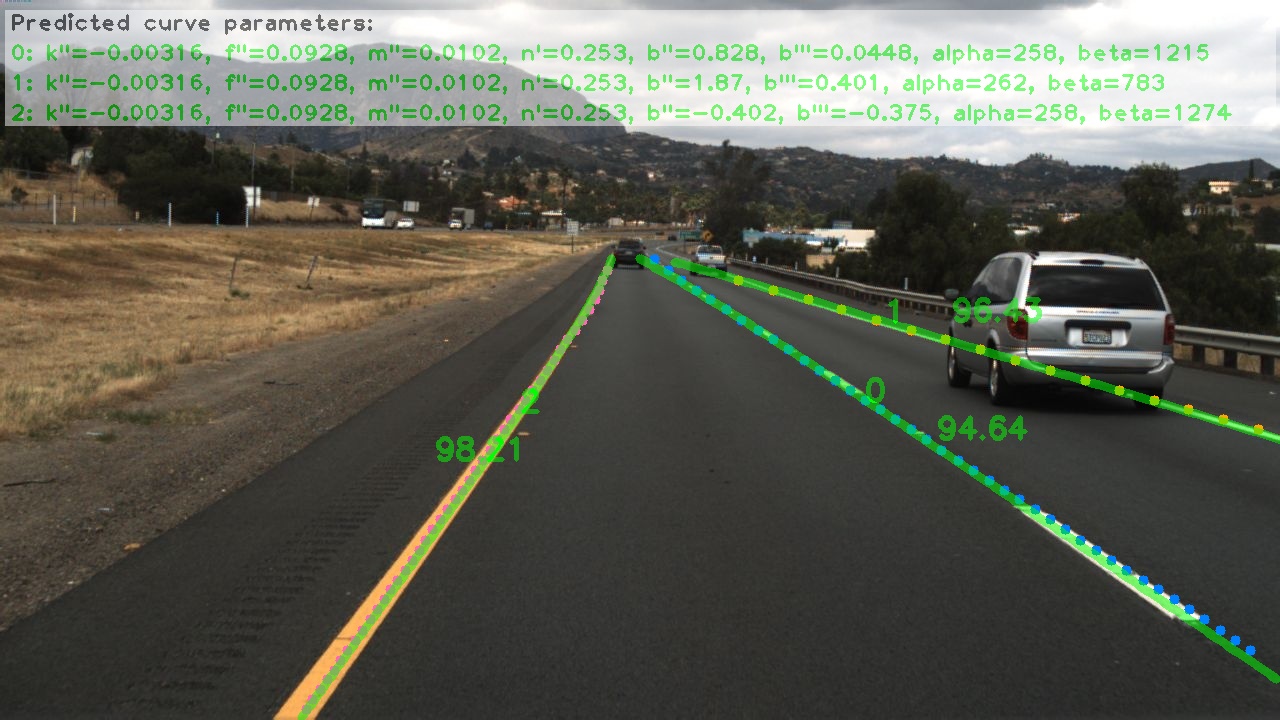 Predicted curve parameters:
0: k''=-0.00316, f''=0.0928, m''=0.0102, n'=0.253, b''=0.828, b'''=0.0448, alpha=258, beta=1215
1: k''=-0.00316, f''=0.0928, m''=0.0102, n'=0.253, b''=1.87, b'''=0.401, alpha=262, beta=783
2: k''=-0.00316, f''=0.0928, m''=0.0102, n'=0.253, b''=-0.402, b'''=-0.375, alpha=258, beta=1274
1 96.43
0
94.64
2
98.21